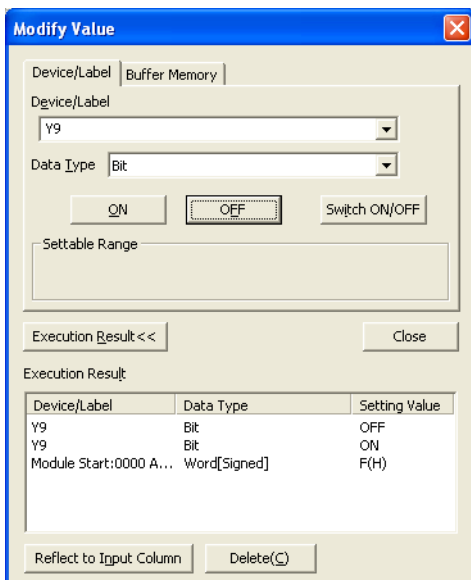 Modify Value
Device/Label Buffer Memory
Device/Label
Y9
Data Type Bit
ON OFF Switch ON/OFF
Settable Range
Execution Result<< Close
Execution Result
Device/Label Data Type Setting Value
Y9 Bit OFF
Y9 Bit ON
Module Start:0000 A... Word[Signed] F(H)
Reflect to Input Column Delete(C)